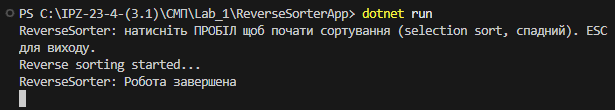 PS C:\IPZ-23-4-(3.1)\СМП\Lab_1\ReverseSorterApp> dotnet run
ReverseSorter: натисніть ПРОБІЛ щоб почати сортування (selection sort, спадний). ESC
для виходу.
Reverse sorting started...
ReverseSorter: Робота завершена